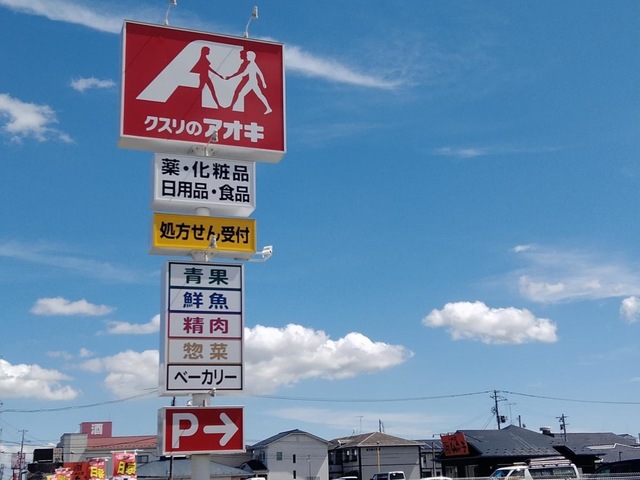 クスリのアオキ
薬・化粧品
日用品・食品
処方せん受付
青果
鮮魚
精肉
惣菜
ベーカリー
P→
酒